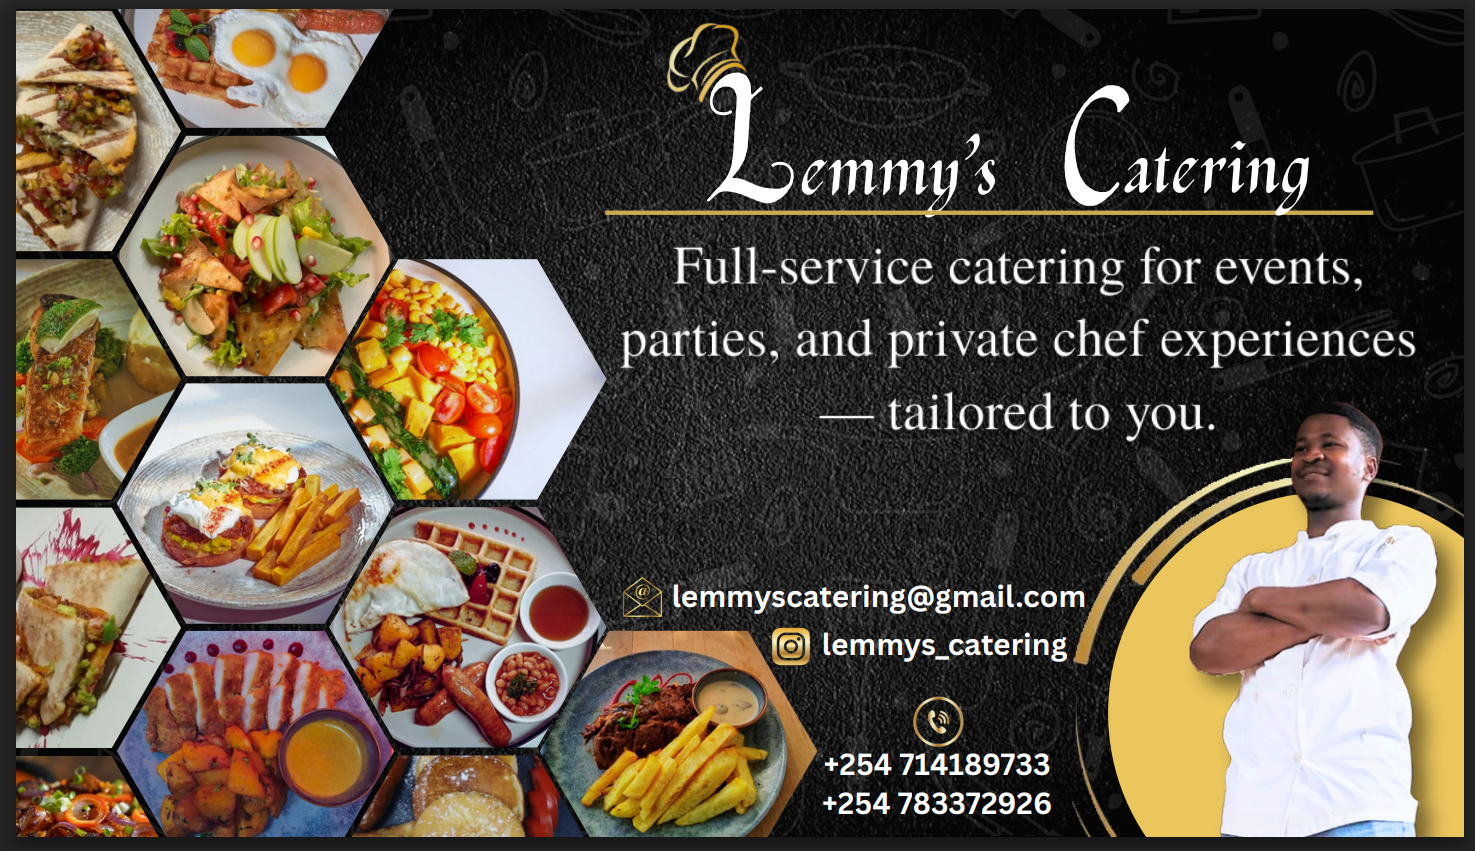 Lemmy's Catering
Full-service catering for events,
parties, and private chef experiences
— tailored to you.
lemmyscatering@gmail.com
lemmys_catering
+254 714189733
+254 783372926